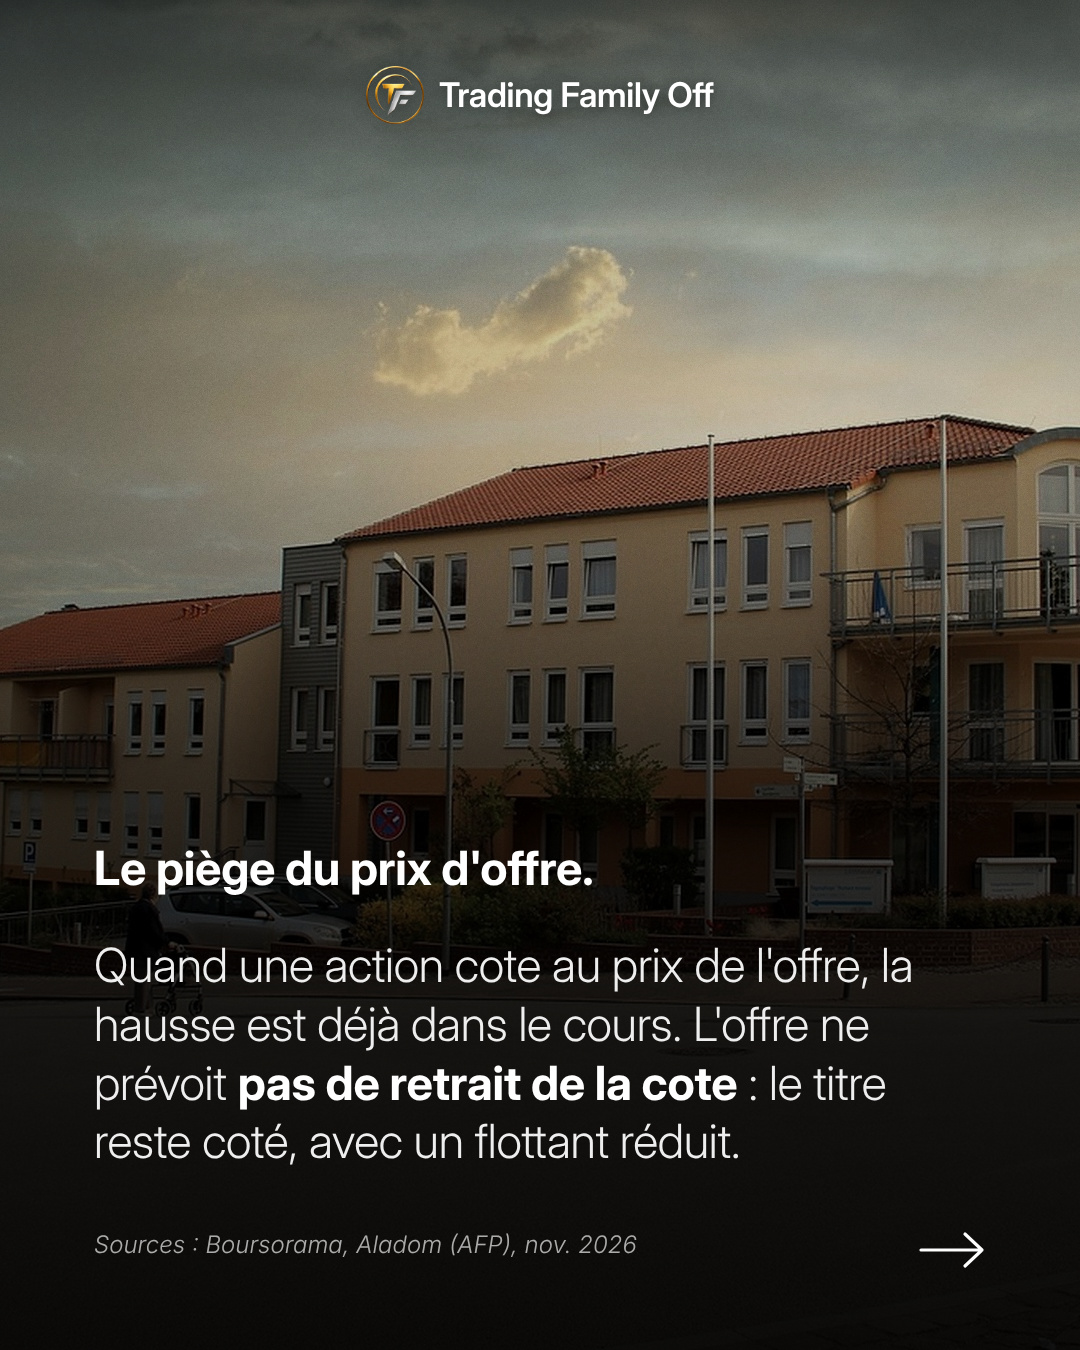 TF Trading Family Off
P
Le piège du prix d'offre.
Quand une action cote au prix de l'offre, la
hausse est déjà dans le cours. L'offre ne
prévoit pas de retrait de la cote : le titre
reste coté, avec un flottant réduit.
Sources : Boursorama, Aladom (AFP), nov. 2026